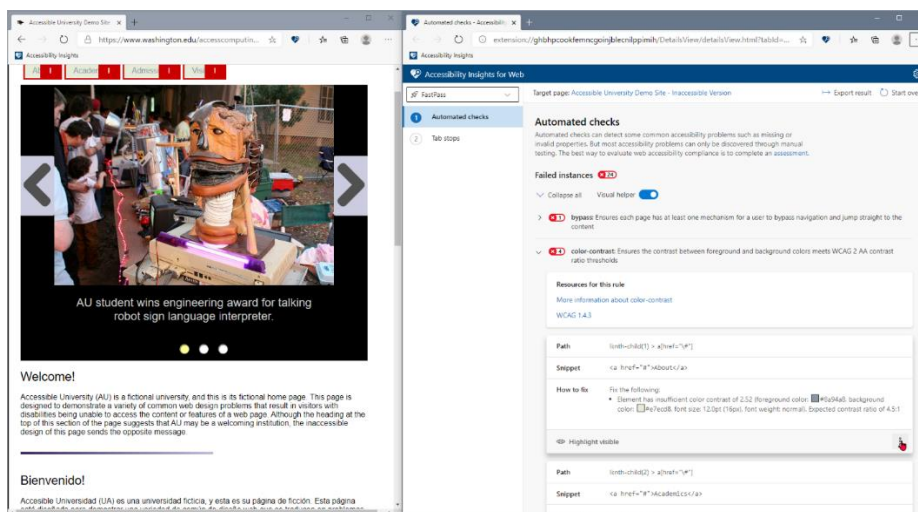 Accessible University Demo Site
https://www.washington.edu/accesscomputin...
Accessibility Insights
Academ
Admiss
Vis
AU student wins engineering award for talking
robot sign language interpreter.
Welcome!
Accessible University (AU) is a fictional university, and this is its fictional home page. This page is
designed to demonstrate a variety of common web design problems that result in visitors with
disabilities being unable to access the content or features of a web page. Although the heading at the
top of this section of the page suggests that AU may be a welcoming institution, the inaccessible
design of this page sends the opposite message.
Bienvenido!
Accesible Universidad (UA) es una universidad ficticia, y esta es su página de ficción. Esta página
Automated checks - Accessibilit
Accessibility Insights
Accessibility Insights for Web
FastPass
Target page: Accessible University Demo Site - Inaccessible Version
Export result
Start over
1 Automated checks
2 Tab stops
Automated checks
Automated checks can detect some common accessibility problems such as missing or
invalid properties. But most accessibility problems can only be discovered through manual
testing. The best way to evaluate web accessibility compliance is to complete an assessment.
Failed instances 24
Collapse all
Visual helper
1 bypass: Ensures each page has at least one mechanism for a user to bypass navigation and jump straight to the
content
4 color-contrast: Ensures the contrast between foreground and background colors meets WCAG 2 AA contrast
ratio thresholds
Resources for this rule
More information about color-contrast
WCAG 1.4.3
Path
Snippet <a href="#">About</a>
How to fix Fix the following:
• Element has insufficient color contrast of 2.52 (foreground color: #8a94a8, background
color: #e7ecd8, font size: 12.0pt (16px), font weight: normal). Expected contrast ratio of 4.5:1
Highlight visible
Path
Snippet <a href="#">Academics</a>